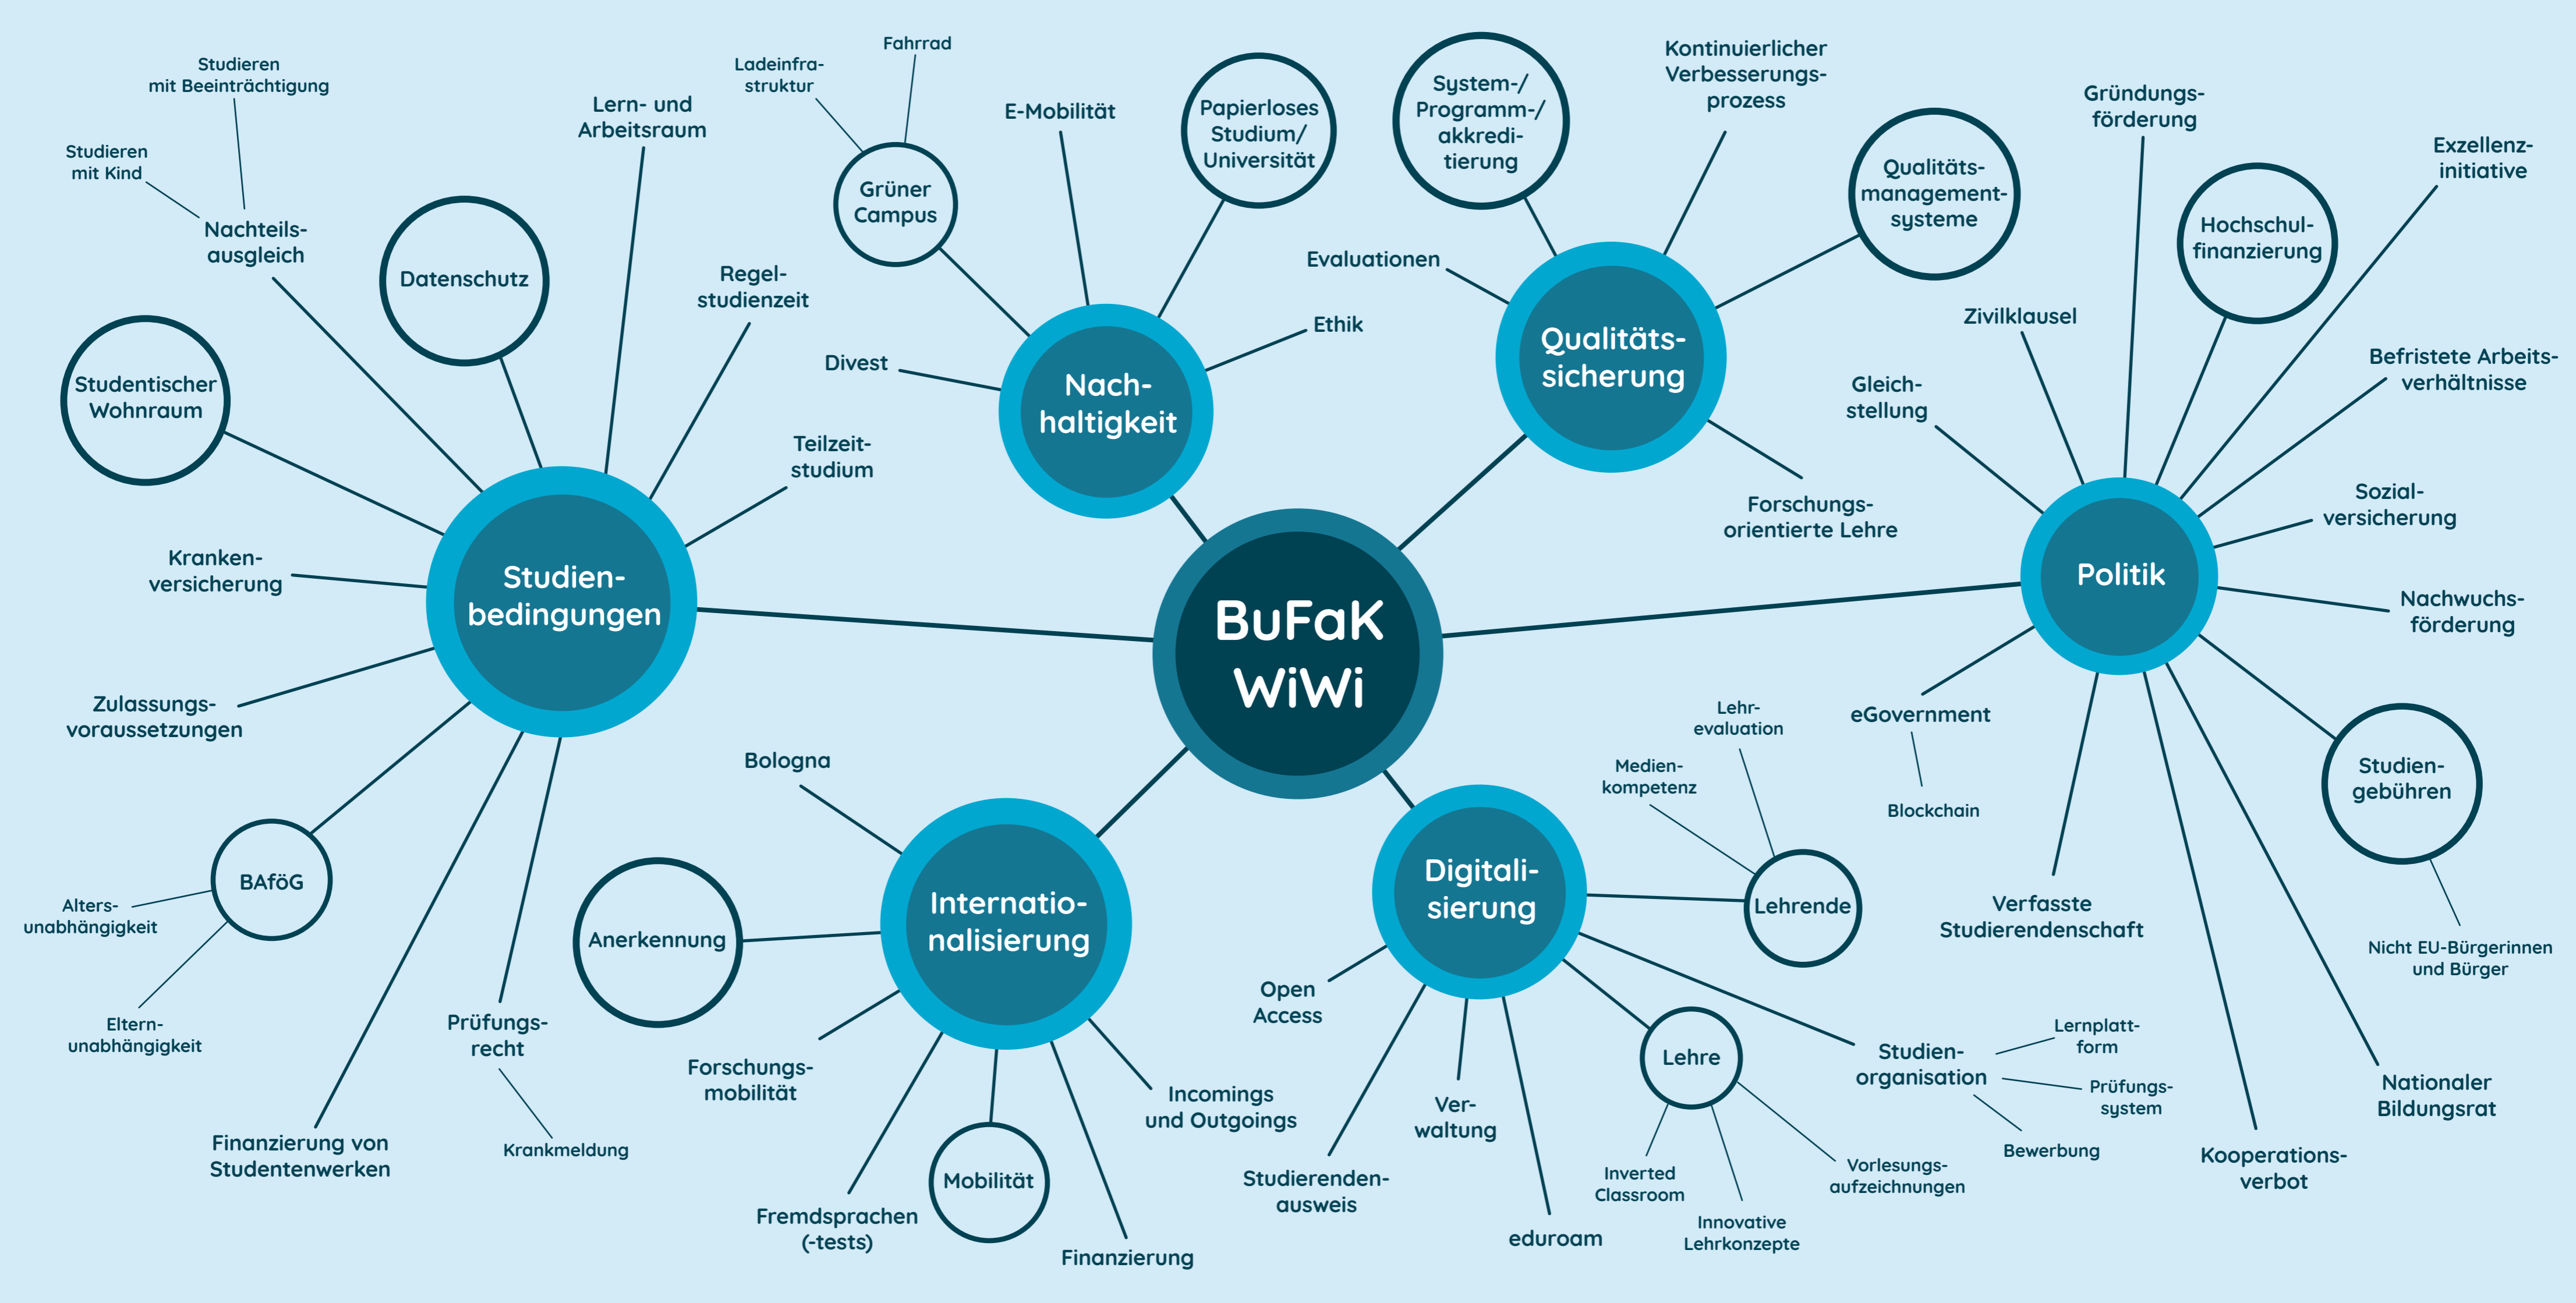 BuFaK
WiWi
Studien-
bedingungen
Studentischer
Wohnraum
Nachteils-
ausgleich
Studieren
mit Kind
Studieren
mit Beeinträchtigung
Datenschutz
Lern- und
Arbeitsraum
Regel-
studienzeit
Teilzeit-
studium
Kranken-
versicherung
Zulassungs-
voraussetzungen
BAföG
Alters-
unabhängigkeit
Eltern-
unabhängigkeit
Finanzierung von
Studentenwerken
Prüfungs-
recht
Krankmeldung
Nach-
haltigkeit
Divest
Grüner
Campus
Ladeinfra-
struktur
Fahrrad
E-Mobilität
Papierloses
Studium/
Universität
Ethik
Qualitäts-
sicherung
Evaluationen
System-/
Programm-/
akkredi-
tierung
Kontinuierlicher
Verbesserungs-
prozess
Qualitäts-
management-
systeme
Forschungs-
orientierte Lehre
Politik
Gleich-
stellung
Zivilklausel
Gründungs-
förderung
Hochschul-
finanzierung
Exzellenz-
initiative
Befristete Arbeits-
verhältnisse
Sozial-
versicherung
Nachwuchs-
förderung
Studien-
gebühren
Nicht EU-Bürgerinnen
und Bürger
Nationaler
Bildungsrat
Kooperations-
verbot
Verfasste
Studierendenschaft
eGovernment
Blockchain
Digitali-
sierung
Lehrende
Medien-
kompetenz
Lehr-
evaluation
Studien-
organisation
Lernplatt-
form
Prüfungs-
system
Bewerbung
Lehre
Inverted
Classroom
Innovative
Lehrkonzepte
Vorlesungs-
aufzeichnungen
eduroam
Ver-
waltung
Studierenden-
ausweis
Open
Access
Internatio-
nalisierung
Bologna
Anerkennung
Forschungs-
mobilität
Fremdsprachen
(-tests)
Mobilität
Finanzierung
Incomings
und Outgoings